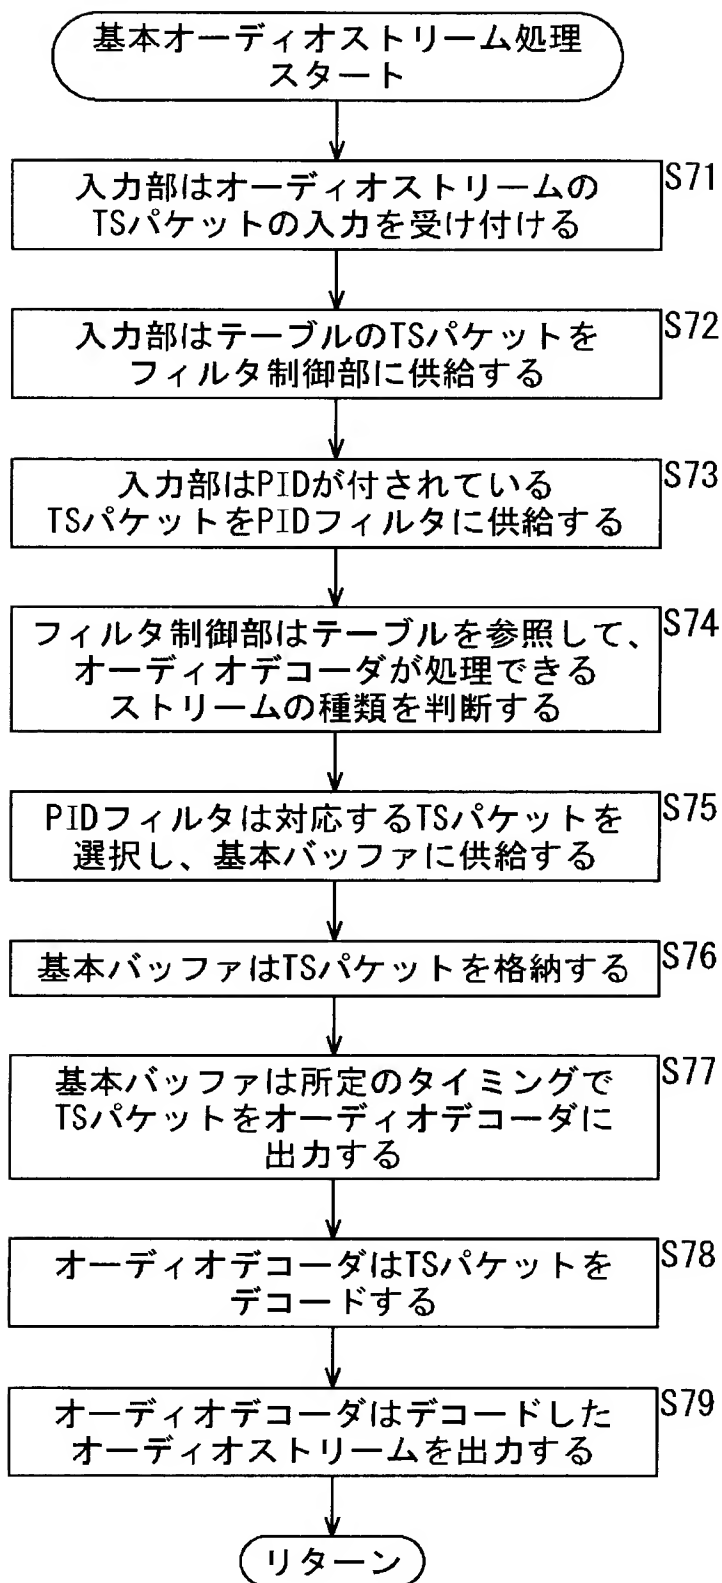 基本オーディオストリーム処理
スタート
S71
入力部はオーディオストリームの
TSパケットの入力を受け付ける
S72
入力部はテーブルのTSパケットを
フィルタ制御部に供給する
S73
入力部はPIDが付されている
TSパケットをPIDフィルタに供給する
S74
フィルタ制御部はテーブルを参照して、
オーディオデコーダが処理できる
ストリームの種類を判断する
S75
PIDフィルタは対応するTSパケットを
選択し、基本バッファに供給する
S76
基本バッファはTSパケットを格納する
S77
基本バッファは所定のタイミングで
TSパケットをオーディオデコーダに
出力する
S78
オーディオデコーダはTSパケットを
デコードする
S79
オーディオデコーダはデコードした
オーディオストリームを出力する
リターン